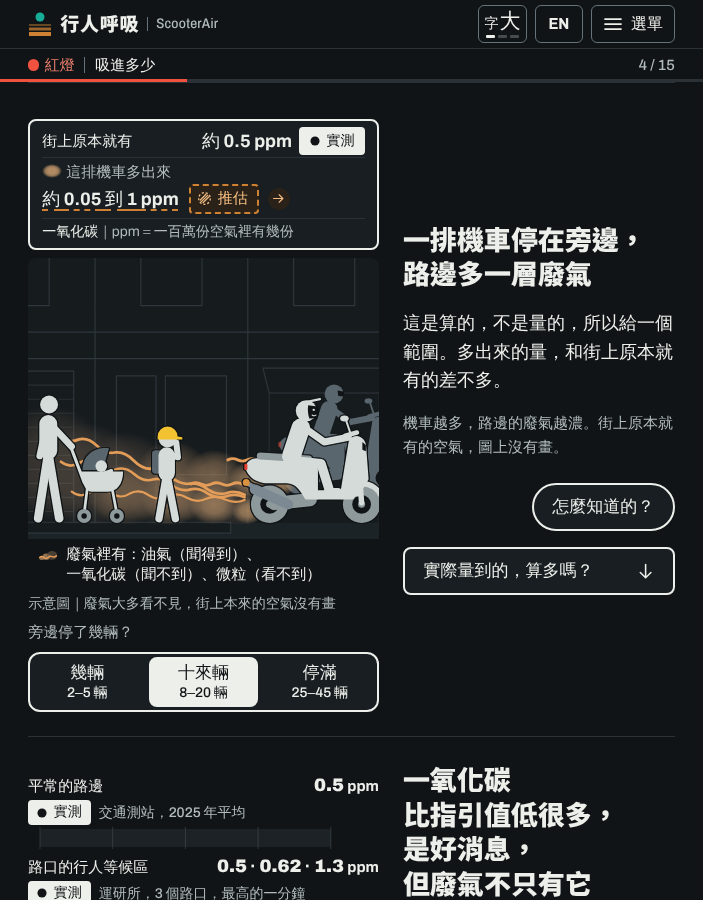 行人呼吸 | ScooterAir
字大
EN
選單
紅燈 | 吸進多少
4 / 15
街上原本就有 約 0.5 ppm 實測
這排機車多出來
約 0.05 到 1 ppm 推估 →
一氧化碳｜ppm = 一百萬份空氣裡有幾份
廢氣裡有：油氣（聞得到）、
一氧化碳（聞不到）、微粒（看不到）
示意圖｜廢氣大多看不見，街上本來的空氣沒有畫
旁邊停了幾輛？
幾輛
2–5 輛
十來輛
8–20 輛
停滿
25–45 輛
一排機車停在旁邊，
路邊多一層廢氣
這是算的，不是量的，所以給一個
範圍。多出來的量，和街上原本就
有的差不多。
機車越多，路邊的廢氣越濃。街上原本就
有的空氣，圖上沒有畫。
怎麼知道的？
實際量到的，算多嗎？ ↓
平常的路邊 0.5 ppm
實測 交通測站，2025 年平均
路口的行人等候區 0.5 · 0.62 · 1.3 ppm
實測 運研所，3 個路口，最高的一分鐘
一氧化碳
比指引值低很多，
是好消息，
但廢氣不只有它